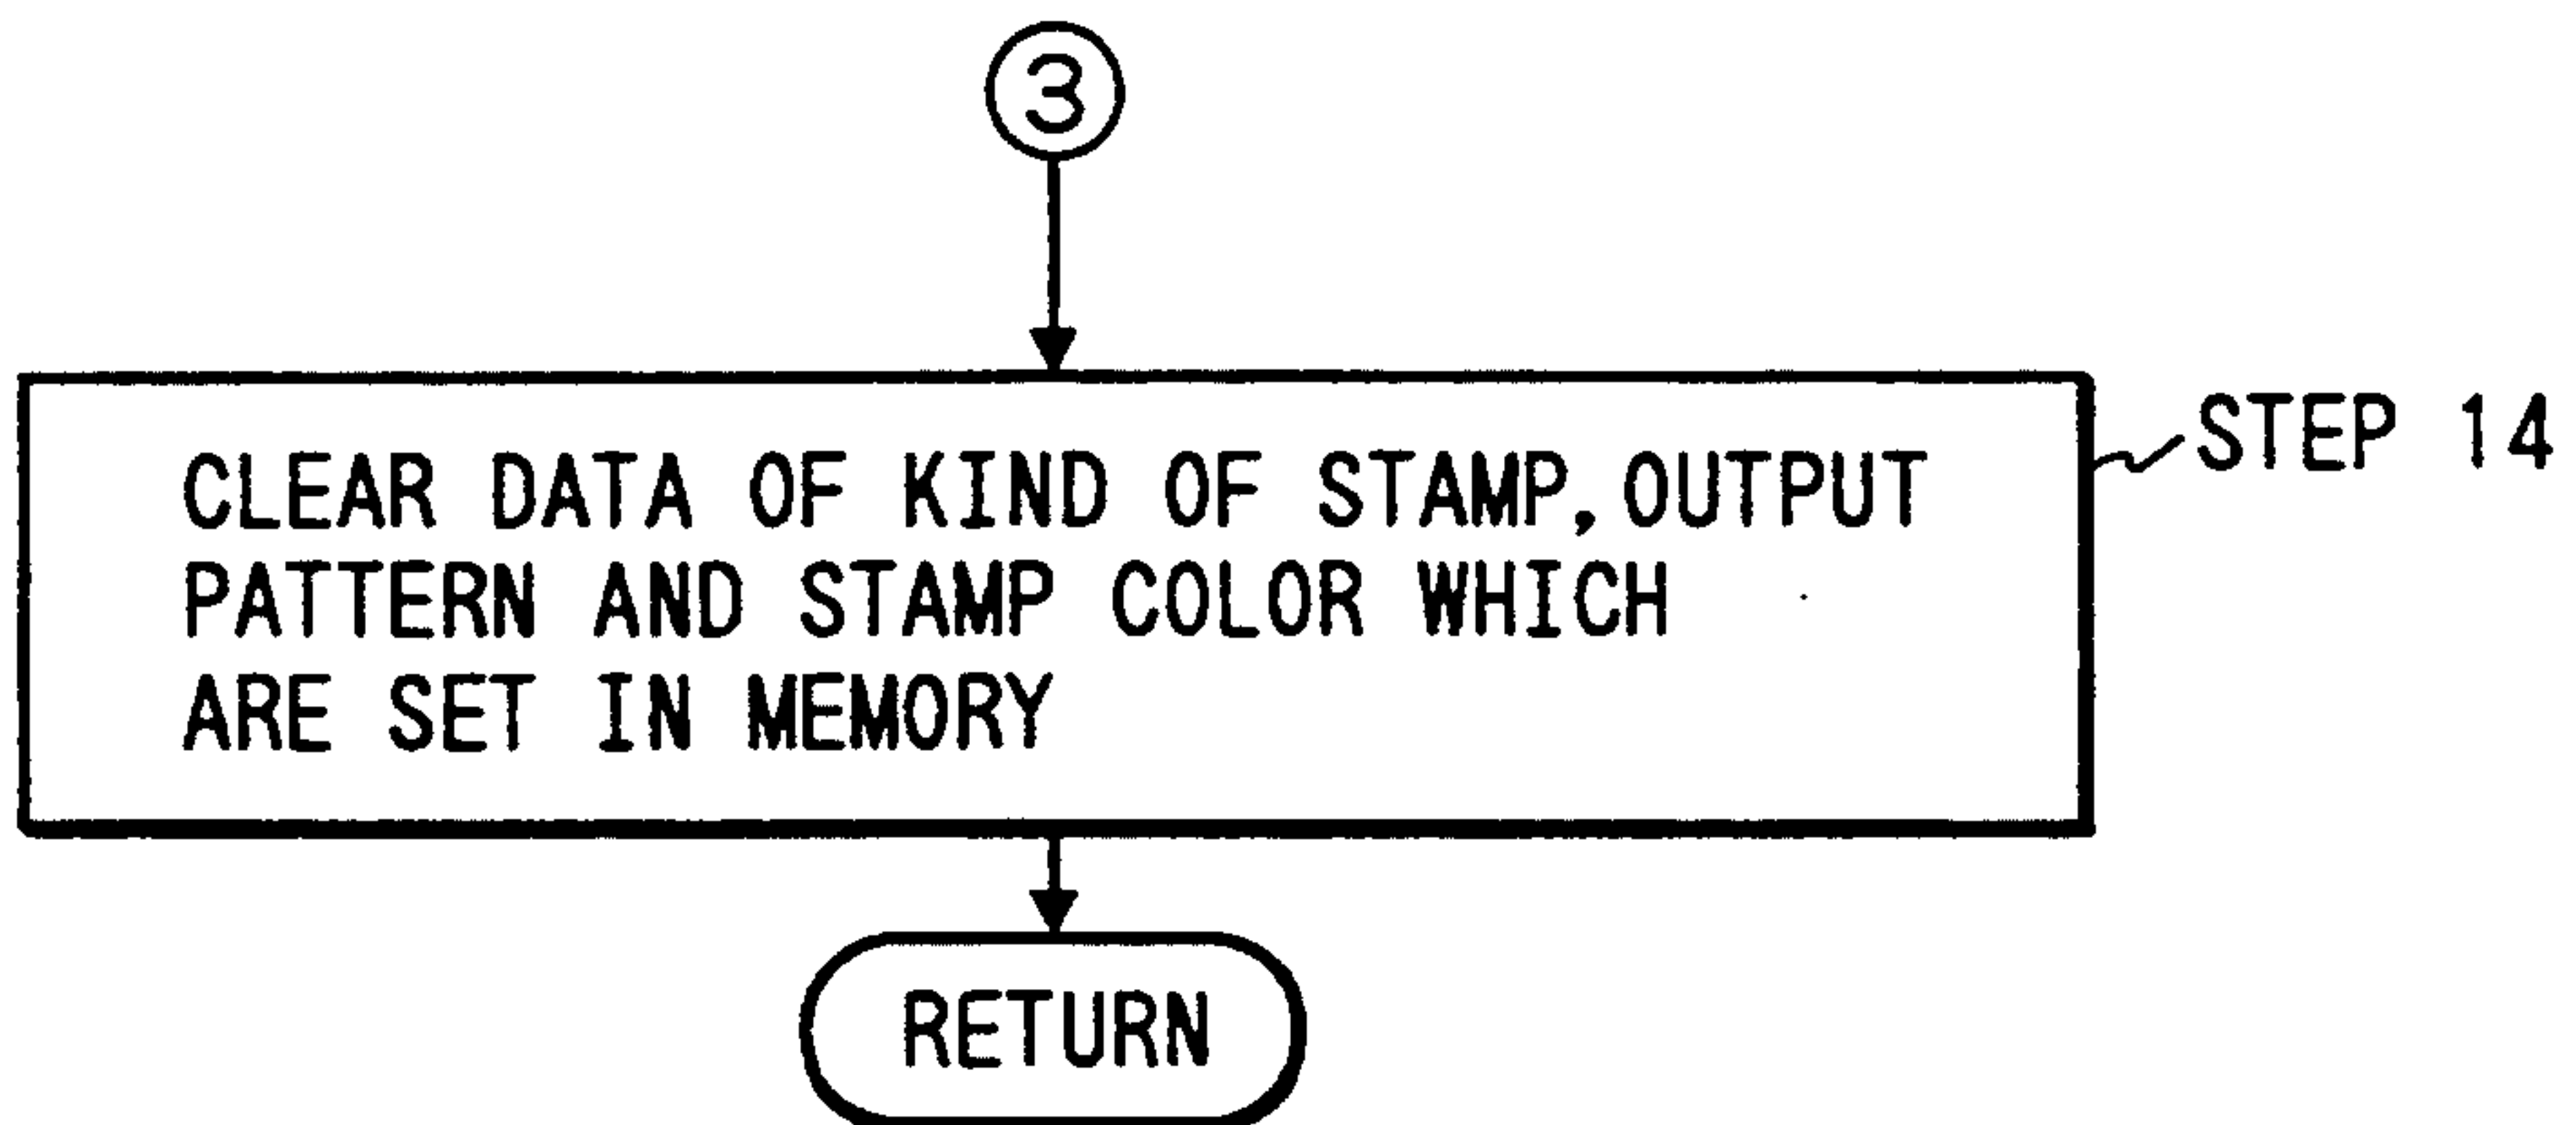 3
CLEAR DATA OF KIND OF STAMP,OUTPUT
PATTERN AND STAMP COLOR WHICH
ARE SET IN MEMORY
STEP 14
RETURN